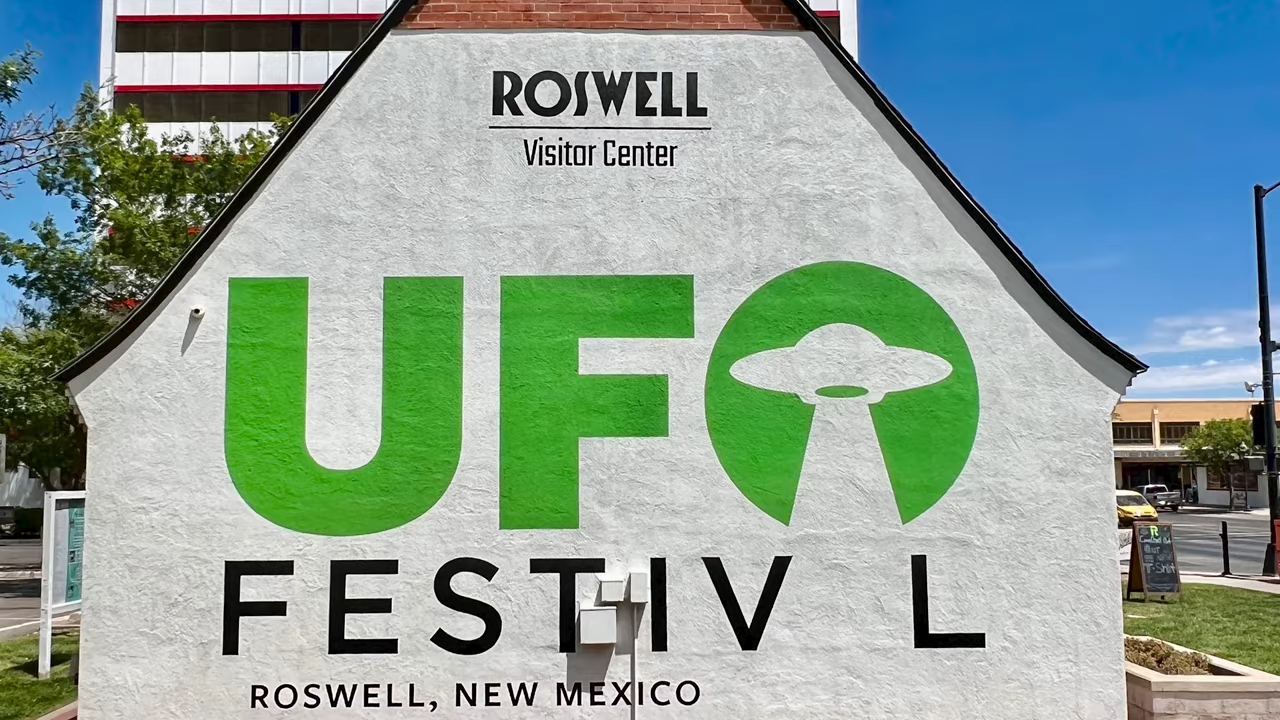 ROSWELL
Visitor Center
UFO
FESTIV L
ROSWELL, NEW MEXICO